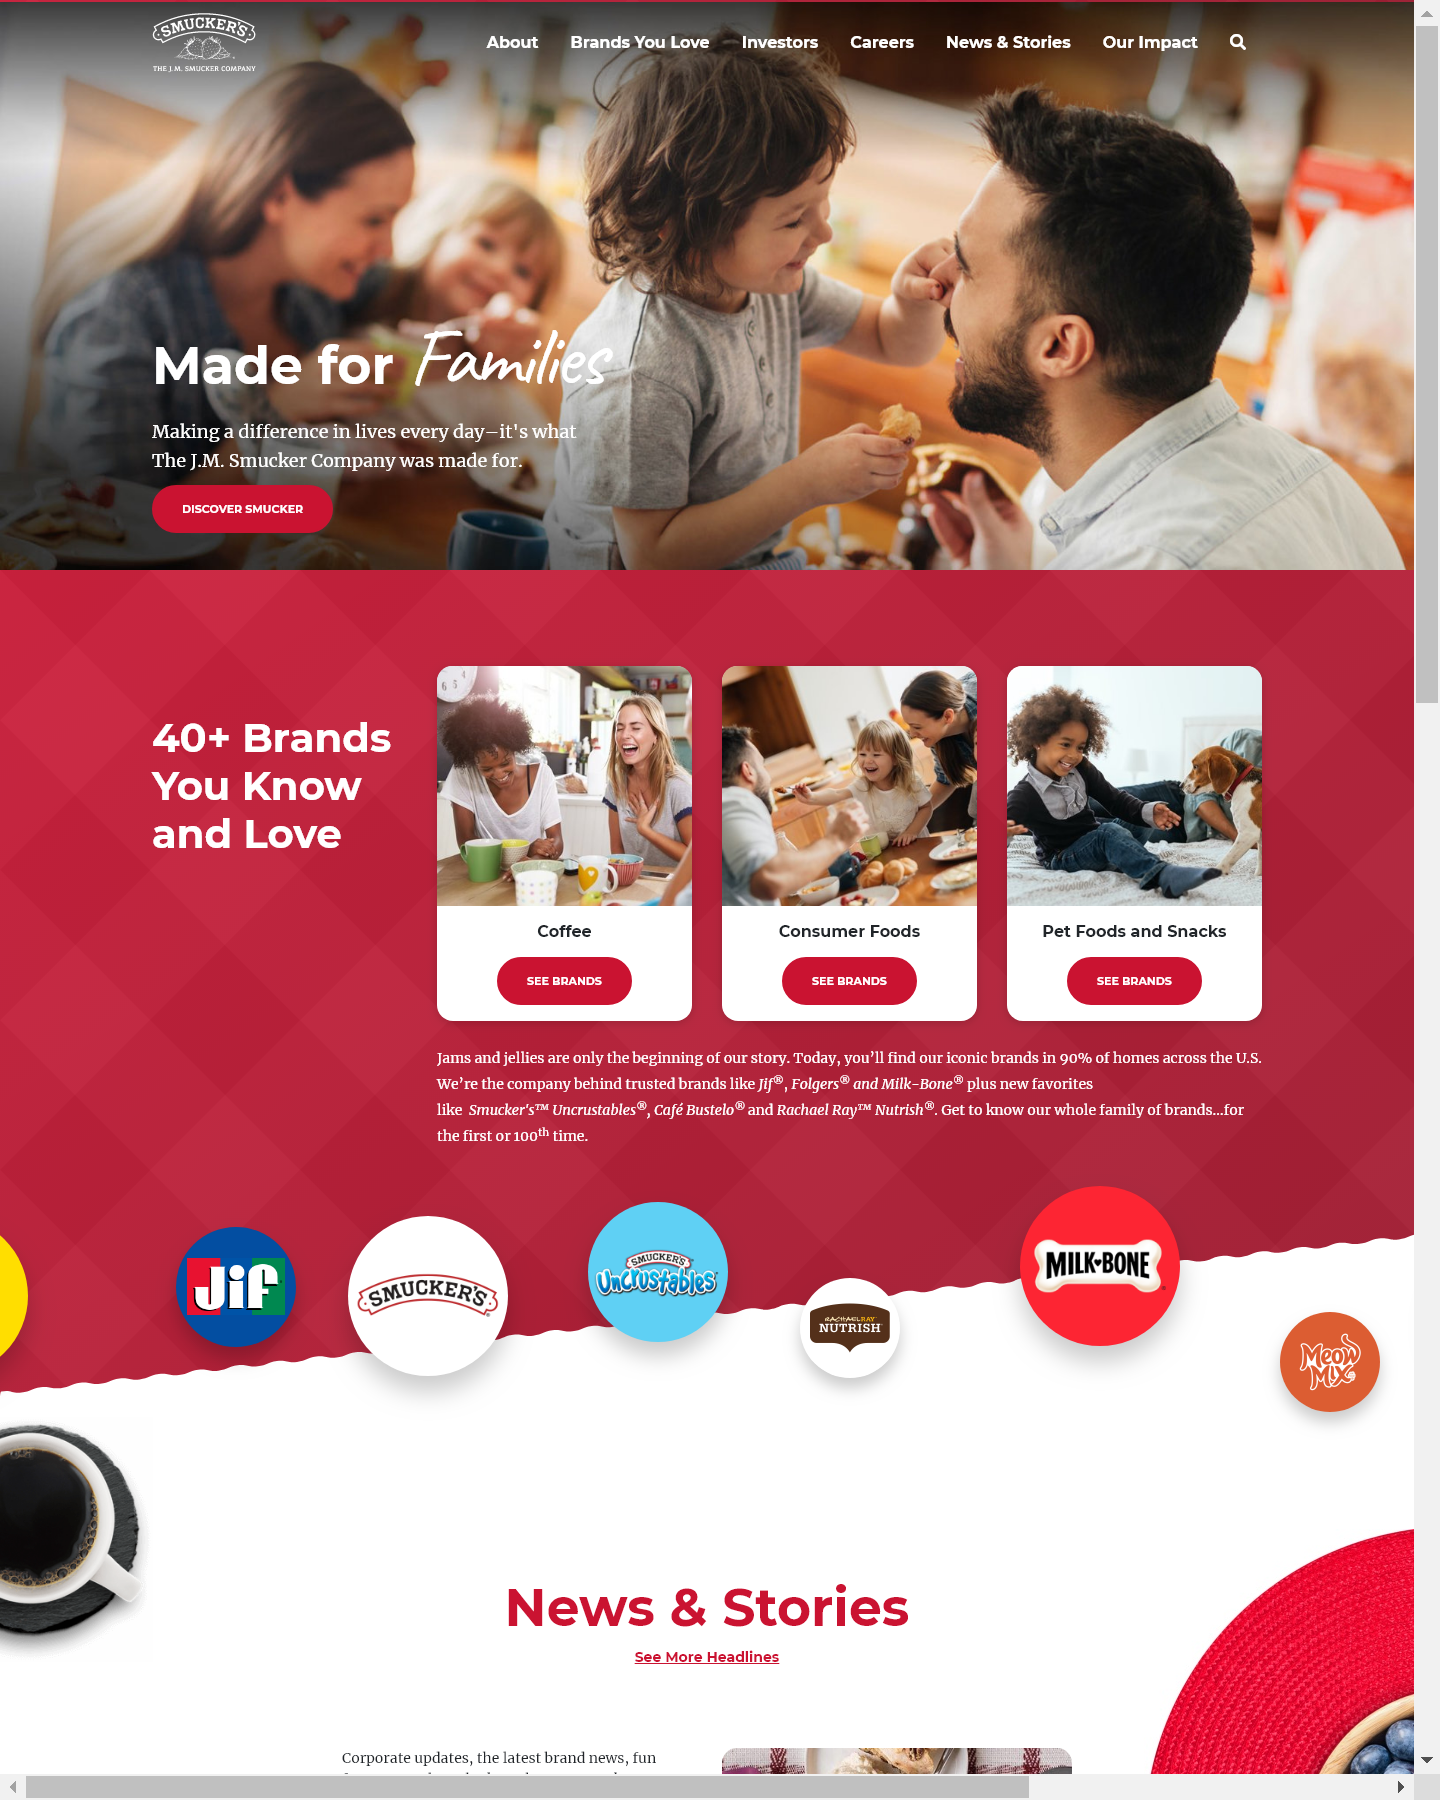 SMUCKER'S
THE J.M. SMUCKER COMPANY
About
Brands You Love
Investors
Careers
News & Stories
Our Impact
Made for Families
Making a difference in lives every day—it's what
The J.M. Smucker Company was made for.
DISCOVER SMUCKER
40+ Brands
You Know
and Love
Coffee
SEE BRANDS
Consumer Foods
SEE BRANDS
Pet Foods and Snacks
SEE BRANDS
Jams and jellies are only the beginning of our story. Today, you’ll find our iconic brands in 90% of homes across the U.S.
We’re the company behind trusted brands like Jif®, Folgers® and Milk-Bone® plus new favorites
like Smucker's™ Uncrustables®, Café Bustelo® and Rachael Ray™ Nutrish®. Get to know our whole family of brands...for
the first or 100th time.
Jif
SMUCKER'S
SMUCKER'S
Uncrustables
RACHAEL RAY
NUTRISH
MILK-BONE
Meow
Mix
News & Stories
See More Headlines
Corporate updates, the latest brand news, fun